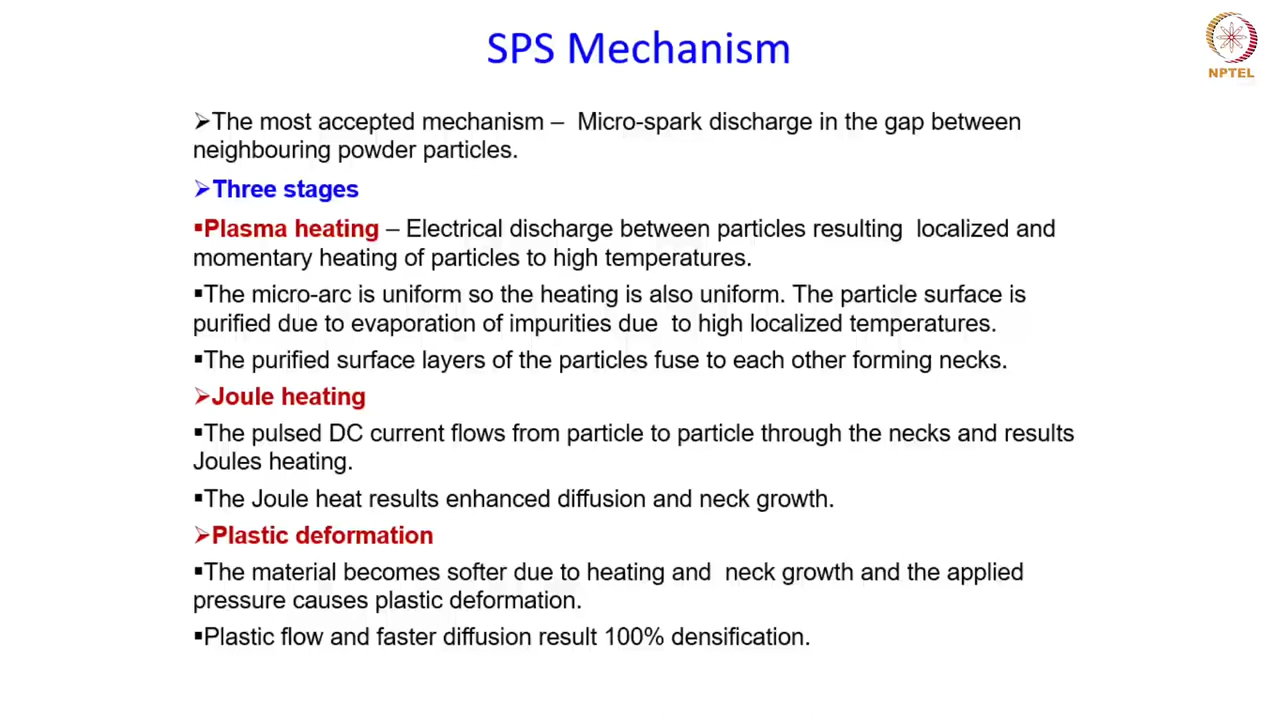 SPS Mechanism
NPTEL
➢The most accepted mechanism – Micro-spark discharge in the gap between
neighbouring powder particles.
➢Three stages
▪Plasma heating – Electrical discharge between particles resulting localized and
momentary heating of particles to high temperatures.
▪The micro-arc is uniform so the heating is also uniform. The particle surface is
purified due to evaporation of impurities due to high localized temperatures.
▪The purified surface layers of the particles fuse to each other forming necks.
➢Joule heating
▪The pulsed DC current flows from particle to particle through the necks and results
Joules heating.
▪The Joule heat results enhanced diffusion and neck growth.
➢Plastic deformation
▪The material becomes softer due to heating and neck growth and the applied
pressure causes plastic deformation.
▪Plastic flow and faster diffusion result 100% densification.